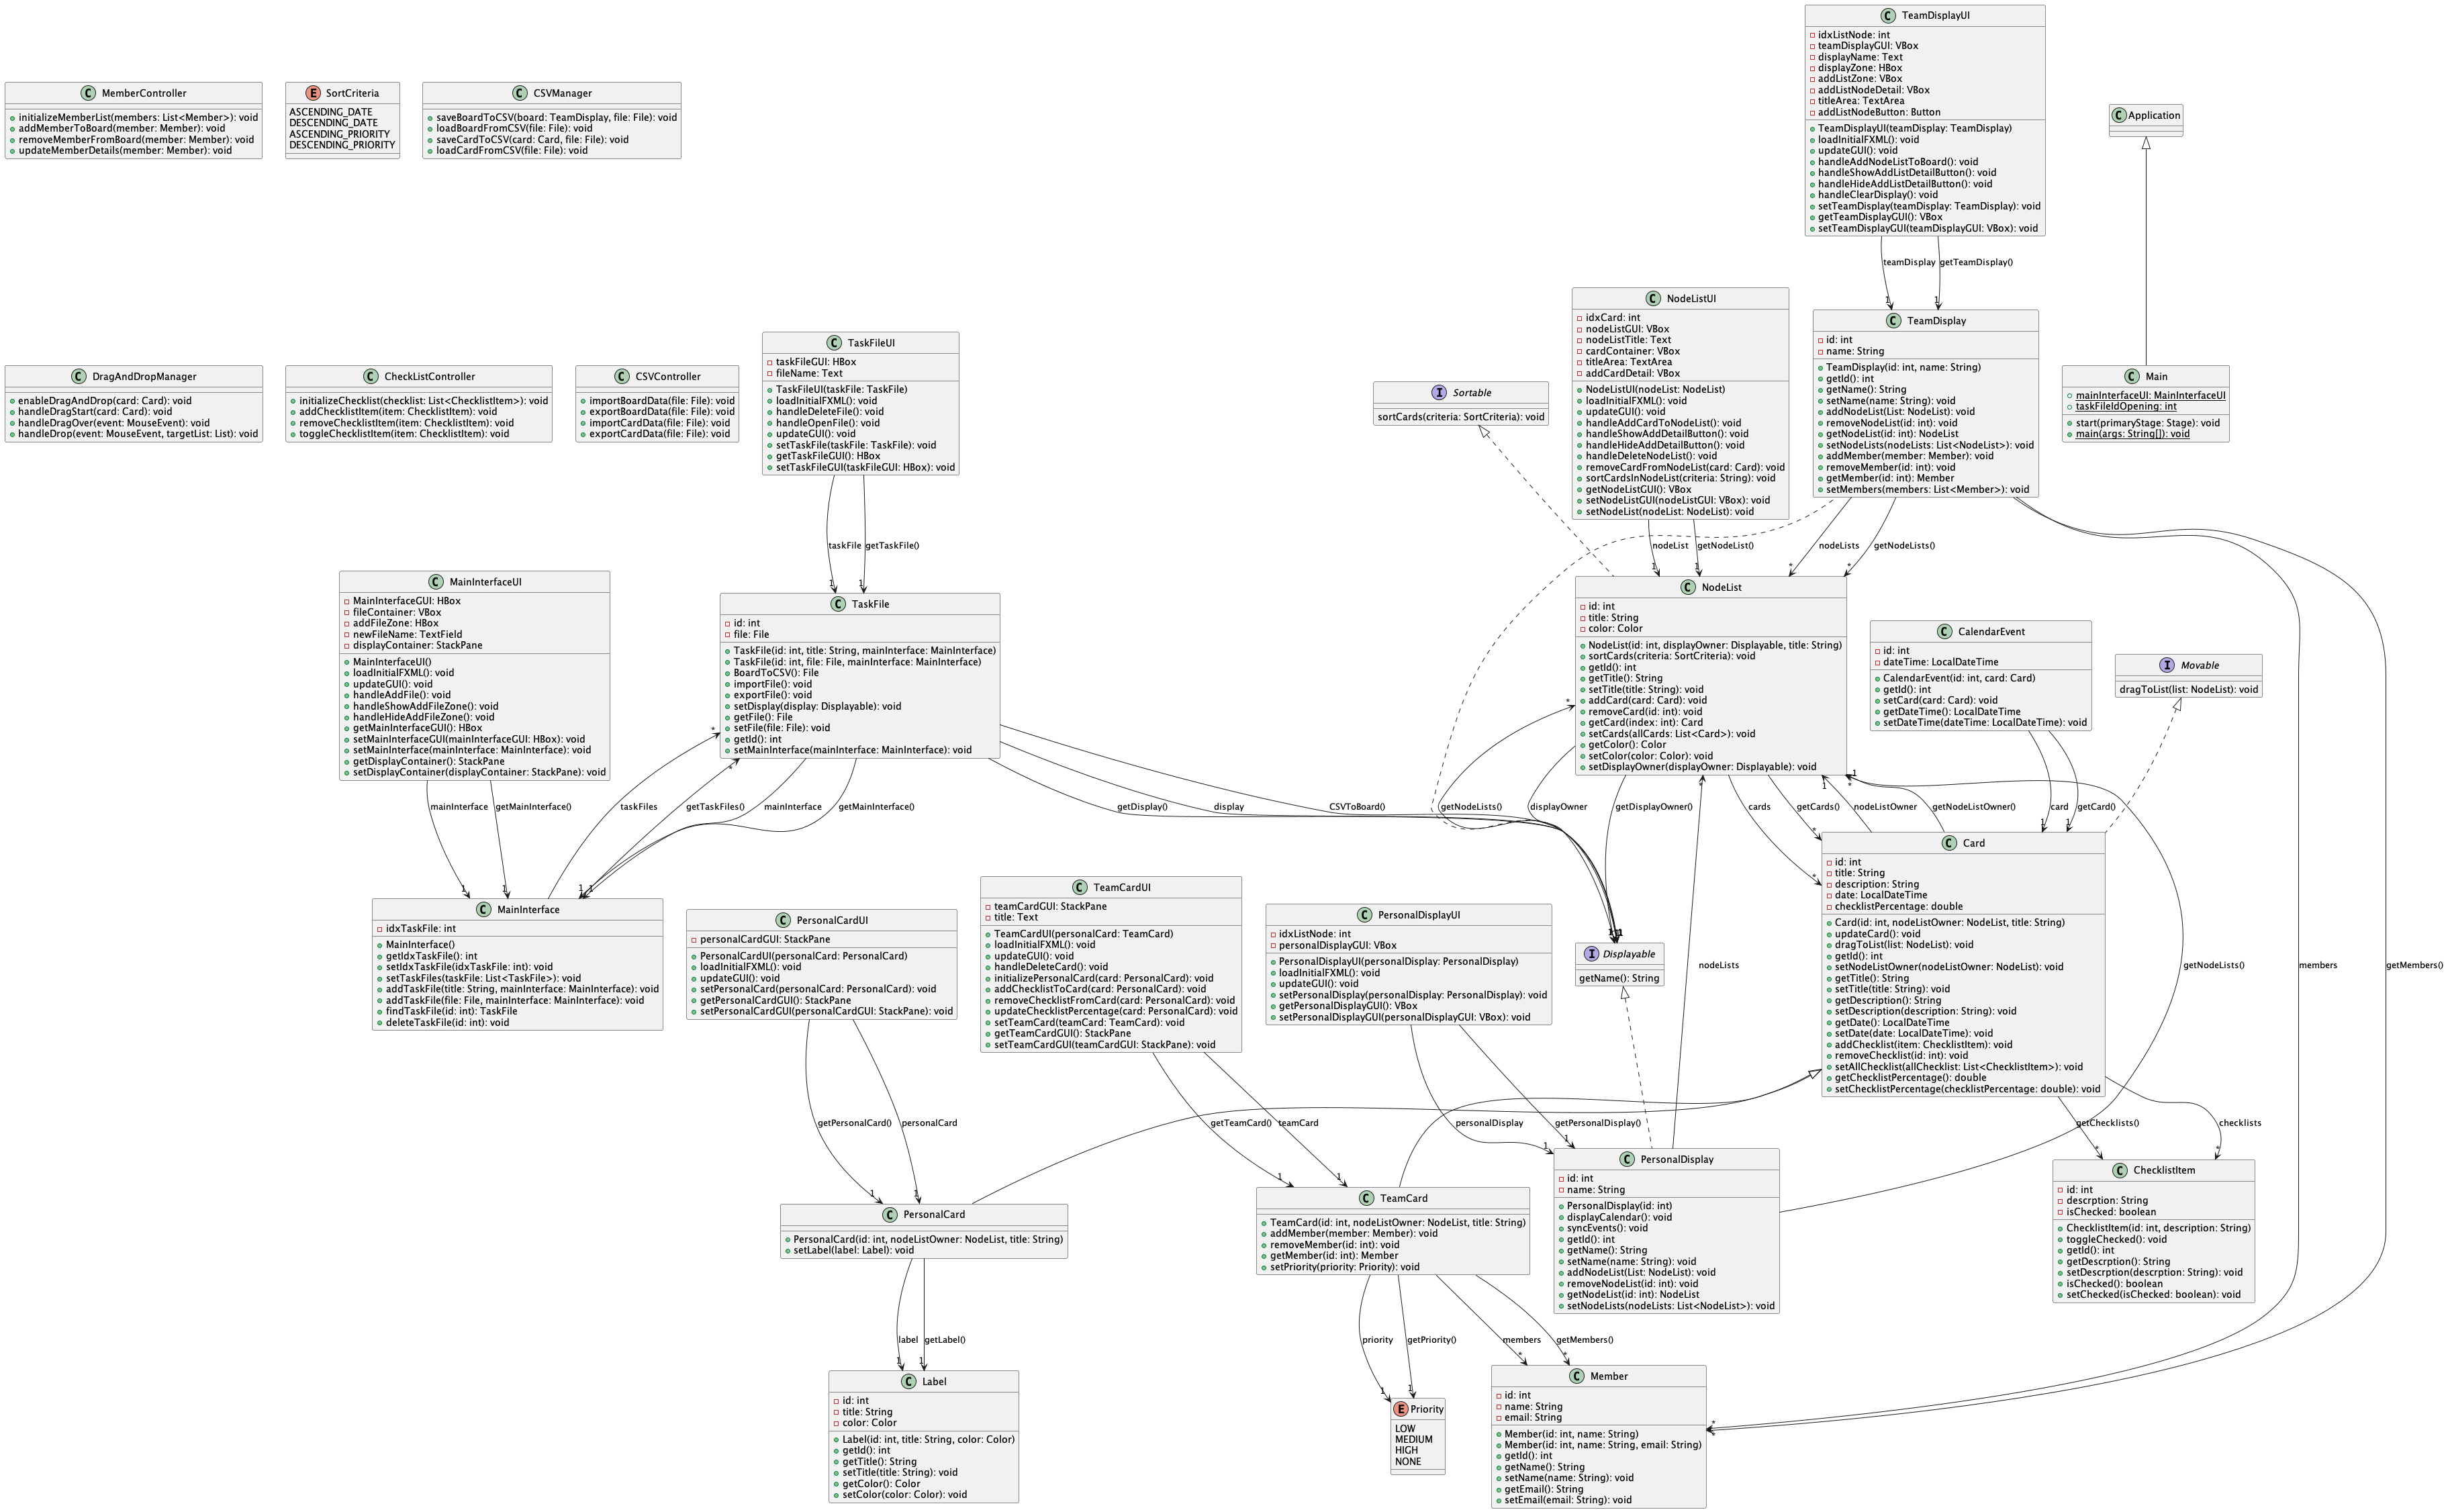 MemberController
initializeMemberList(members: List<Member>): void
addMemberToBoard(member: Member): void
removeMemberFromBoard(member: Member): void
updateMemberDetails(member: Member): void
SortCriteria
ASCENDING_DATE
DESCENDING_DATE
ASCENDING_PRIORITY
DESCENDING_PRIORITY
CSVManager
saveBoardToCSV(board: TeamDisplay, file: File): void
loadBoardFromCSV(file: File): void
saveCardToCSV(card: Card, file: File): void
loadCardFromCSV(file: File): void
TeamDisplayUI
idxListNode: int
teamDisplayGUI: VBox
displayName: Text
displayZone: HBox
addListZone: VBox
addListNodeDetail: VBox
titleArea: TextArea
addListNodeButton: Button
TeamDisplayUI(teamDisplay: TeamDisplay)
loadInitialFXML(): void
updateGUI(): void
handleAddNodeListToBoard(): void
handleShowAddListDetailButton(): void
handleHideAddListDetailButton(): void
handleClearDisplay(): void
setTeamDisplay(teamDisplay: TeamDisplay): void
getTeamDisplayGUI(): VBox
setTeamDisplayGUI(teamDisplayGUI: VBox): void
Application
teamDisplay
getTeamDisplay()
1
1
DragAndDropManager
enableDragAndDrop(card: Card): void
handleDragStart(card: Card): void
handleDragOver(event: MouseEvent): void
handleDrop(event: MouseEvent, targetList: List): void
CheckListController
initializeChecklist(checklist: List<ChecklistItem>): void
addChecklistItem(item: ChecklistItem): void
removeChecklistItem(item: ChecklistItem): void
toggleChecklistItem(item: ChecklistItem): void
CSVController
importBoardData(file: File): void
exportBoardData(file: File): void
importCardData(file: File): void
exportCardData(file: File): void
TaskFileUI
taskFileGUI: HBox
fileName: Text
TaskFileUI(taskFile: TaskFile)
loadInitialFXML(): void
handleDeleteFile(): void
handleOpenFile(): void
updateGUI(): void
setTaskFile(taskFile: TaskFile): void
getTaskFileGUI(): HBox
setTaskFileGUI(taskFileGUI: HBox): void
Sortable
sortCards(criteria: SortCriteria): void
NodeListUI
idxCard: int
nodeListGUI: VBox
nodeListTitle: Text
cardContainer: VBox
titleArea: TextArea
addCardDetail: VBox
NodeListUI(nodeList: NodeList)
loadInitialFXML(): void
updateGUI(): void
handleAddCardToNodeList(): void
handleShowAddDetailButton(): void
handleHideAddDetailButton(): void
handleDeleteNodeList(): void
removeCardFromNodeList(card: Card): void
sortCardsInNodeList(criteria: String): void
getNodeListGUI(): VBox
setNodeListGUI(nodeListGUI: VBox): void
setNodeList(nodeList: NodeList): void
TeamDisplay
id: int
name: String
TeamDisplay(id: int, name: String)
getId(): int
getName(): String
setName(name: String): void
addNodeList(List: NodeList): void
removeNodeList(id: int): void
getNodeList(id: int): NodeList
setNodeLists(nodeLists: List<NodeList>): void
addMember(member: Member): void
removeMember(id: int): void
getMember(id: int): Member
setMembers(members: List<Member>): void
Main
mainInterfaceUI: MainInterfaceUI
taskFileIdOpening: int
start(primaryStage: Stage): void
main(args: String[]): void
taskFile
getTaskFile()
1
1
nodeList
getNodeList()
1
1
nodeLists
getNodeLists()
*
*
MainInterfaceUI
MainInterfaceGUI: HBox
fileContainer: VBox
addFileZone: HBox
newFileName: TextField
displayContainer: StackPane
MainInterfaceUI()
loadInitialFXML(): void
updateGUI(): void
handleAddFile(): void
handleShowAddFileZone(): void
handleHideAddFileZone(): void
getMainInterfaceGUI(): HBox
setMainInterfaceGUI(mainInterfaceGUI: HBox): void
setMainInterface(mainInterface: MainInterface): void
getDisplayContainer(): StackPane
setDisplayContainer(displayContainer: StackPane): void
TaskFile
id: int
file: File
TaskFile(id: int, title: String, mainInterface: MainInterface)
TaskFile(id: int, file: File, mainInterface: MainInterface)
BoardToCSV(): File
importFile(): void
exportFile(): void
setDisplay(display: Displayable): void
getFile(): File
setFile(file: File): void
getId(): int
setMainInterface(mainInterface: MainInterface): void
NodeList
id: int
title: String
color: Color
NodeList(id: int, displayOwner: Displayable, title: String)
sortCards(criteria: SortCriteria): void
getId(): int
getTitle(): String
setTitle(title: String): void
addCard(card: Card): void
removeCard(id: int): void
getCard(index: int): Card
setCards(allCards: List<Card>): void
getColor(): Color
setColor(color: Color): void
setDisplayOwner(displayOwner: Displayable): void
CalendarEvent
id: int
dateTime: LocalDateTime
CalendarEvent(id: int, card: Card)
getId(): int
setCard(card: Card): void
getDateTime(): LocalDateTime
setDateTime(dateTime: LocalDateTime): void
Movable
dragToList(list: NodeList): void
mainInterface
getMainInterface()
1
1
taskFiles
getTaskFiles()
mainInterface
getMainInterface()
*
*
1
1
getDisplay()
display
CSVToBoard()
getNodeLists()
displayOwner
getDisplayOwner()
*
*
cards
getCards()
*
*
nodeListOwner
getNodeListOwner()
1
1
*
card
getCard()
1
1
MainInterface
idxTaskFile: int
MainInterface()
getIdxTaskFile(): int
setIdxTaskFile(idxTaskFile: int): void
setTaskFiles(taskFile: List<TaskFile>): void
addTaskFile(title: String, mainInterface: MainInterface): void
addTaskFile(file: File, mainInterface: MainInterface): void
findTaskFile(id: int): TaskFile
deleteTaskFile(id: int): void
PersonalCardUI
personalCardGUI: StackPane
PersonalCardUI(personalCard: PersonalCard)
loadInitialFXML(): void
updateGUI(): void
setPersonalCard(personalCard: PersonalCard): void
getPersonalCardGUI(): StackPane
setPersonalCardGUI(personalCardGUI: StackPane): void
TeamCardUI
teamCardGUI: StackPane
title: Text
TeamCardUI(personalCard: TeamCard)
loadInitialFXML(): void
updateGUI(): void
handleDeleteCard(): void
initializePersonalCard(card: PersonalCard): void
addChecklistToCard(card: PersonalCard): void
removeChecklistFromCard(card: PersonalCard): void
updateChecklistPercentage(card: PersonalCard): void
setTeamCard(teamCard: TeamCard): void
getTeamCardGUI(): StackPane
setTeamCardGUI(teamCardGUI: StackPane): void
PersonalDisplayUI
idxListNode: int
personalDisplayGUI: VBox
PersonalDisplayUI(personalDisplay: PersonalDisplay)
loadInitialFXML(): void
updateGUI(): void
setPersonalDisplay(personalDisplay: PersonalDisplay): void
getPersonalDisplayGUI(): VBox
setPersonalDisplayGUI(personalDisplayGUI: VBox): void
Displayable
getName(): String
Card
id: int
title: String
description: String
date: LocalDateTime
checklistPercentage: double
Card(id: int, nodeListOwner: NodeList, title: String)
updateCard(): void
dragToList(list: NodeList): void
getId(): int
setNodeListOwner(nodeListOwner: NodeList): void
getTitle(): String
setTitle(title: String): void
getDescription(): String
setDescription(description: String): void
getDate(): LocalDateTime
setDate(date: LocalDateTime): void
addChecklist(item: ChecklistItem): void
removeChecklist(id: int): void
setAllChecklist(allChecklist: List<ChecklistItem>): void
getChecklistPercentage(): double
setChecklistPercentage(checklistPercentage: double): void
nodeLists
getNodeLists()
members
getMembers()
getPersonalCard()
personalCard
1
1
getTeamCard()
teamCard
1
1
personalDisplay
getPersonalDisplay()
1
1
getChecklists()
checklists
*
*
PersonalCard
PersonalCard(id: int, nodeListOwner: NodeList, title: String)
setLabel(label: Label): void
TeamCard
TeamCard(id: int, nodeListOwner: NodeList, title: String)
addMember(member: Member): void
removeMember(id: int): void
getMember(id: int): Member
setPriority(priority: Priority): void
PersonalDisplay
id: int
name: String
PersonalDisplay(id: int)
displayCalendar(): void
syncEvents(): void
getId(): int
getName(): String
setName(name: String): void
addNodeList(List: NodeList): void
removeNodeList(id: int): void
getNodeList(id: int): NodeList
setNodeLists(nodeLists: List<NodeList>): void
ChecklistItem
id: int
descrption: String
isChecked: boolean
ChecklistItem(id: int, description: String)
toggleChecked(): void
getId(): int
getDescrption(): String
setDescrption(descrption: String): void
isChecked(): boolean
setChecked(isChecked: boolean): void
label
getLabel()
1
1
priority
getPriority()
1
1
members
getMembers()
*
*
Label
id: int
title: String
color: Color
Label(id: int, title: String, color: Color)
getId(): int
getTitle(): String
setTitle(title: String): void
getColor(): Color
setColor(color: Color): void
Priority
LOW
MEDIUM
HIGH
NONE
Member
id: int
name: String
email: String
Member(id: int, name: String)
Member(id: int, name: String, email: String)
getId(): int
getName(): String
setName(name: String): void
getEmail(): String
setEmail(email: String): void
*
*